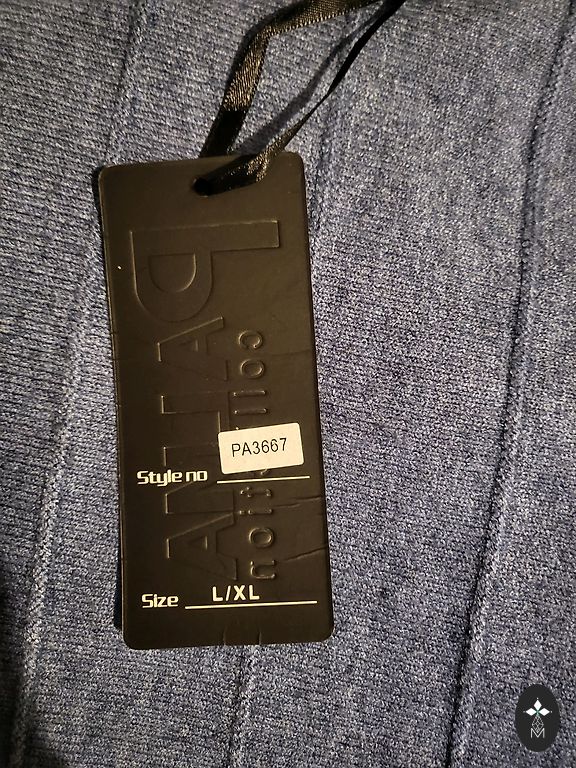 PA3667
Style no
L/XL
Size